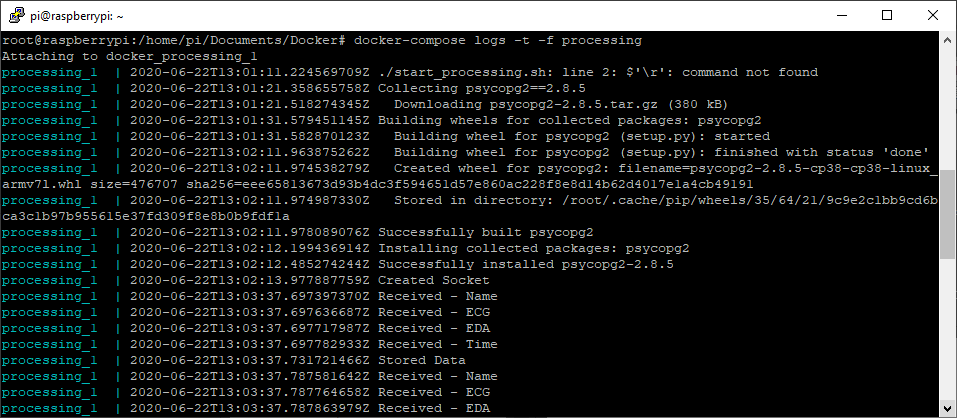 pi@raspberrypi: ~
root@raspberrypi:/home/pi/Documents/Docker# docker-compose logs -t -f processing
Attaching to docker_processing_1
processing_1  | 2020-06-22T13:01:11.224569709Z ./start_processing.sh: line 2: $'\r': command not found
processing_1  | 2020-06-22T13:01:21.358655758Z Collecting psycopg2==2.8.5
processing_1  | 2020-06-22T13:01:21.518274345Z   Downloading psycopg2-2.8.5.tar.gz (380 kB)
processing_1  | 2020-06-22T13:01:31.579451145Z Building wheels for collected packages: psycopg2
processing_1  | 2020-06-22T13:01:31.582870123Z   Building wheel for psycopg2 (setup.py): started
processing_1  | 2020-06-22T13:02:11.963875262Z   Building wheel for psycopg2 (setup.py): finished with status 'done'
processing_1  | 2020-06-22T13:02:11.974538279Z   Created wheel for psycopg2: filename=psycopg2-2.8.5-cp38-cp38-linux_
armv7l.whl size=476707 sha256=eee65813673d93b4dc3f594651d57e860ac228f8e8d14b62d4017e1a4cb49191
processing_1  | 2020-06-22T13:02:11.974987330Z   Stored in directory: /root/.cache/pip/wheels/35/64/21/9c9e2c1bb9cd6b
ca3c1b97b955615e37fd309f8e8b0b9fdf1a
processing_1  | 2020-06-22T13:02:11.978089076Z Successfully built psycopg2
processing_1  | 2020-06-22T13:02:12.199436914Z Installing collected packages: psycopg2
processing_1  | 2020-06-22T13:02:12.485274244Z Successfully installed psycopg2-2.8.5
processing_1  | 2020-06-22T13:02:13.977887759Z Created Socket
processing_1  | 2020-06-22T13:03:37.697397370Z Received - Name
processing_1  | 2020-06-22T13:03:37.697636687Z Received - ECG
processing_1  | 2020-06-22T13:03:37.697717987Z Received - EDA
processing_1  | 2020-06-22T13:03:37.697782933Z Received - Time
processing_1  | 2020-06-22T13:03:37.731721466Z Stored Data
processing_1  | 2020-06-22T13:03:37.787581642Z Received - Name
processing_1  | 2020-06-22T13:03:37.787764658Z Received - ECG
processing_1  | 2020-06-22T13:03:37.787863979Z Received - EDA